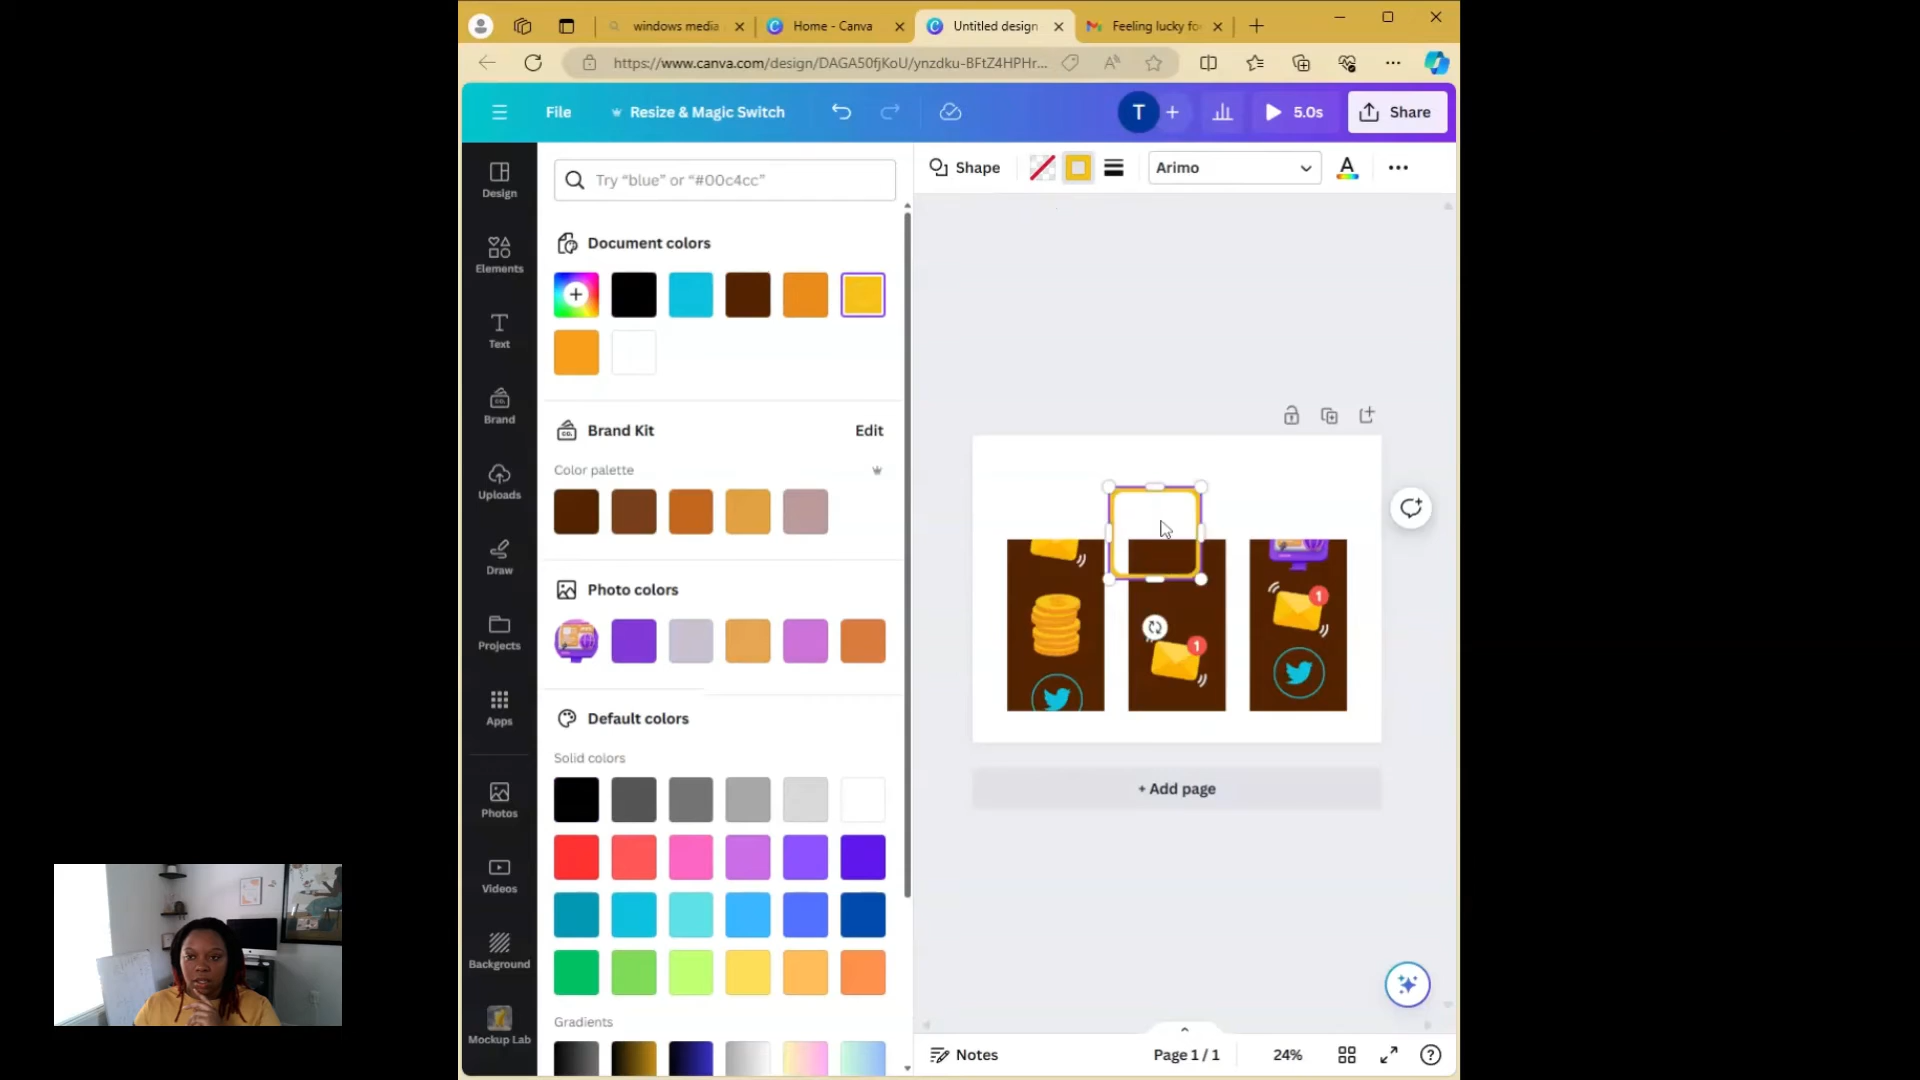 windows media
Home - Canva
Untitled design
Feeling lucky fo
https://www.canva.com/design/DAGA50fjKoU/ynzdku-BFtZ4HPHr...
File
Resize & Magic Switch
T
5.0s
Share
Design
Elements
Text
Brand
Uploads
Draw
Projects
Apps
Photos
Videos
Background
Mockup Lab
Try “blue” or “#00c4cc”
Document colors
Brand Kit
Edit
Color palette
Photo colors
Default colors
Solid colors
Gradients
Shape
Arimo
A
1
1
+ Add page
Notes
Page 1 / 1
24%